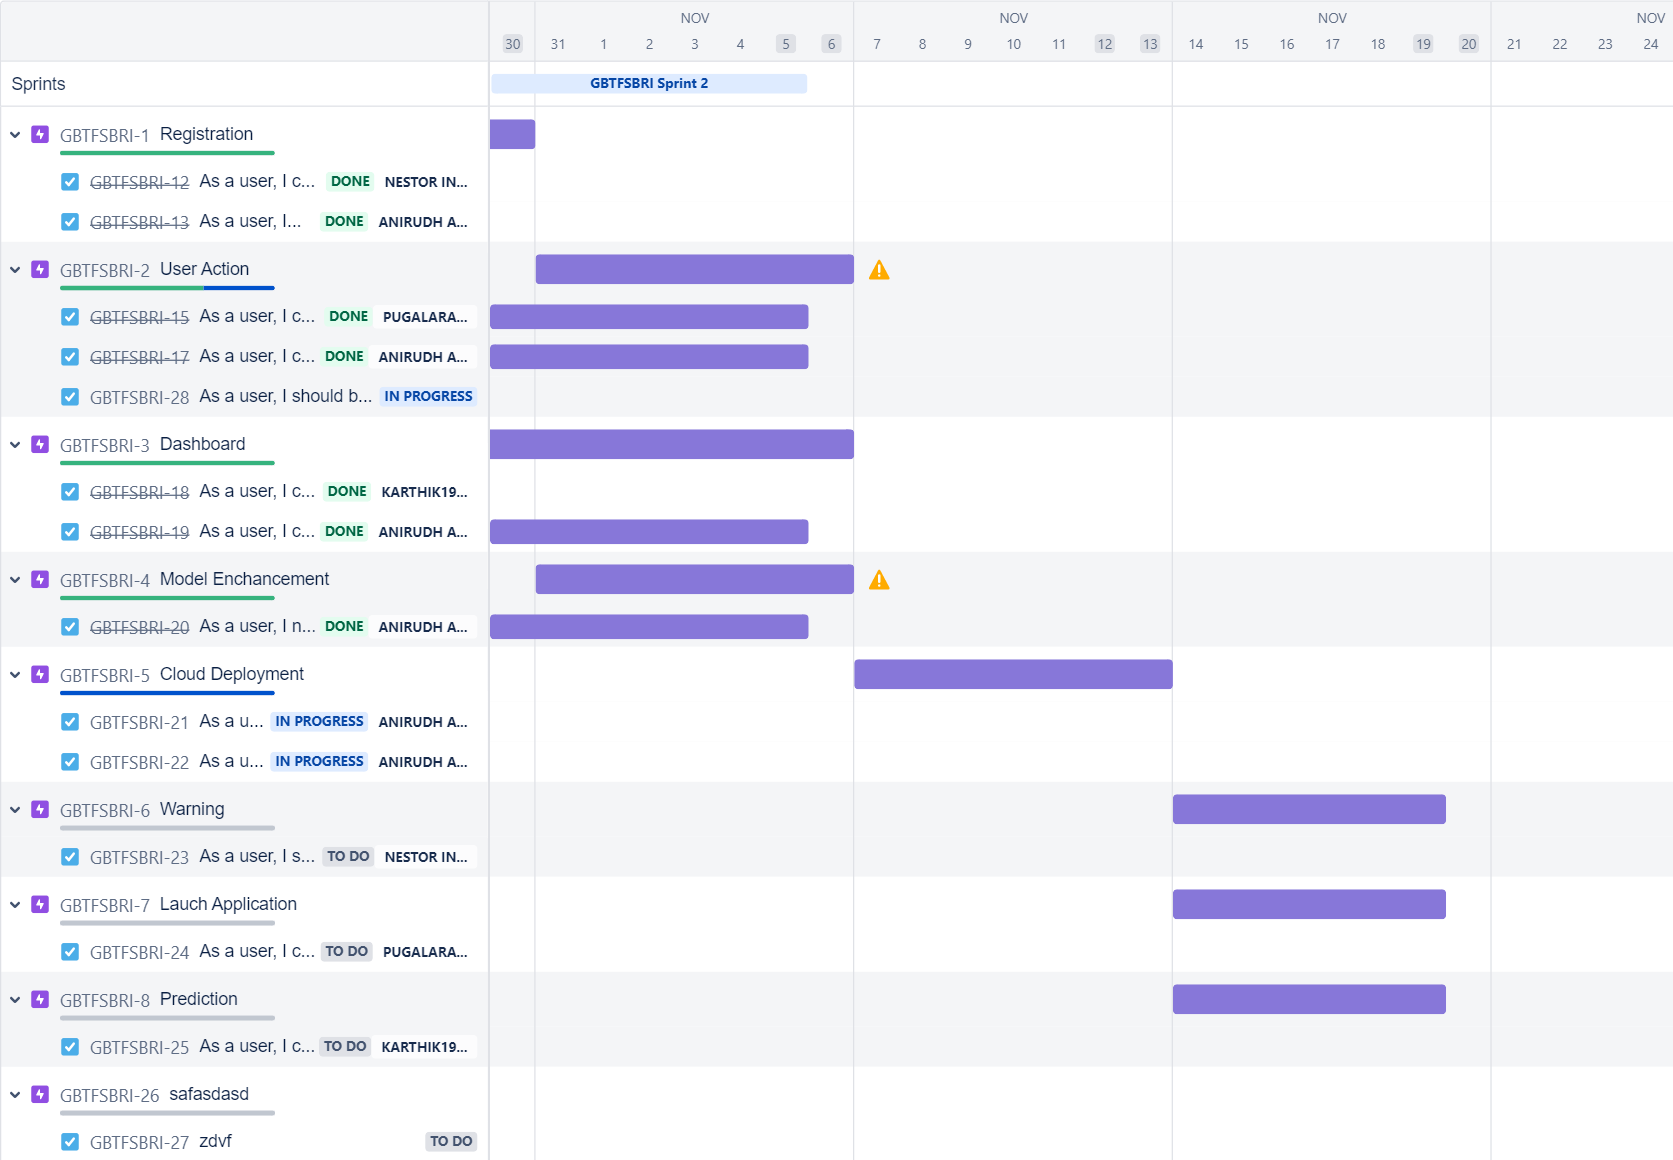 NOV NOV NOV NOV
30 31 1 2 3 4 5 6 7 8 9 10 11 12 13 14 15 16 17 18 19 20 21 22 23 24
Sprints GBTFSBRI Sprint 2
GBTFSBRI-1 Registration
GBTFSBRI-12 As a user, I c... DONE NESTOR IN...
GBTFSBRI-13 As a user, I... DONE ANIRUDH A...
GBTFSBRI-2 User Action
GBTFSBRI-15 As a user, I c... DONE PUGALARA...
GBTFSBRI-17 As a user, I c... DONE ANIRUDH A...
GBTFSBRI-28 As a user, I should b... IN PROGRESS
GBTFSBRI-3 Dashboard
GBTFSBRI-18 As a user, I c... DONE KARTHIK19...
GBTFSBRI-19 As a user, I c... DONE ANIRUDH A...
GBTFSBRI-4 Model Enchancement
GBTFSBRI-20 As a user, I n... DONE ANIRUDH A...
GBTFSBRI-5 Cloud Deployment
GBTFSBRI-21 As a u... IN PROGRESS ANIRUDH A...
GBTFSBRI-22 As a u... IN PROGRESS ANIRUDH A...
GBTFSBRI-6 Warning
GBTFSBRI-23 As a user, I s... TO DO NESTOR IN...
GBTFSBRI-7 Lauch Application
GBTFSBRI-24 As a user, I c... TO DO PUGALARA...
GBTFSBRI-8 Prediction
GBTFSBRI-25 As a user, I c... TO DO KARTHIK19...
GBTFSBRI-26 safasdasd
GBTFSBRI-27 zdvf TO DO